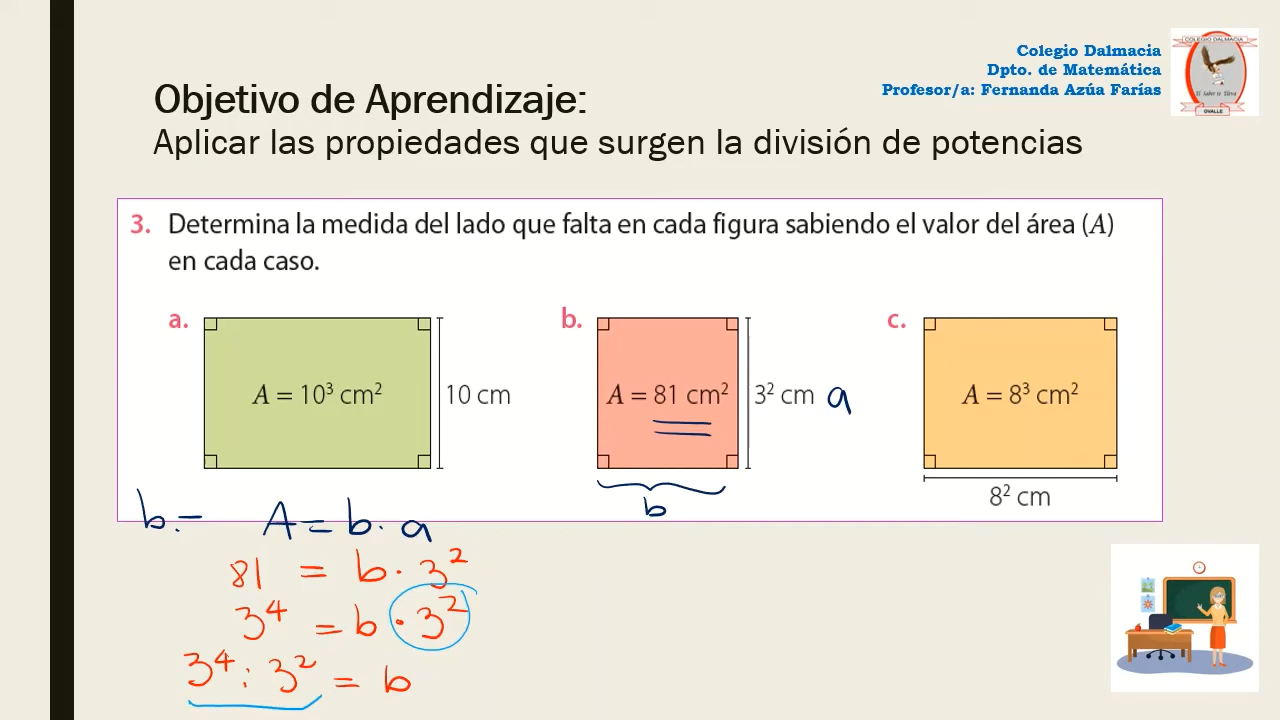 Colegio Dalmacia
Dpto. de Matemática
Profesor/a: Fernanda Azúa Farías
COLEGIO DALMACIA
OVALLE
Objetivo de Aprendizaje:
Aplicar las propiedades que surgen la división de potencias
3. Determina la medida del lado que falta en cada figura sabiendo el valor del área (A)
en cada caso.
a. A = 10³ cm² 10 cm
b. A = 81 cm² 3² cm a
b
c. A = 8³ cm²
8² cm
b.- A = b · a
81 = b · 3²
3⁴ = b · 3²
3⁴ : 3² = b